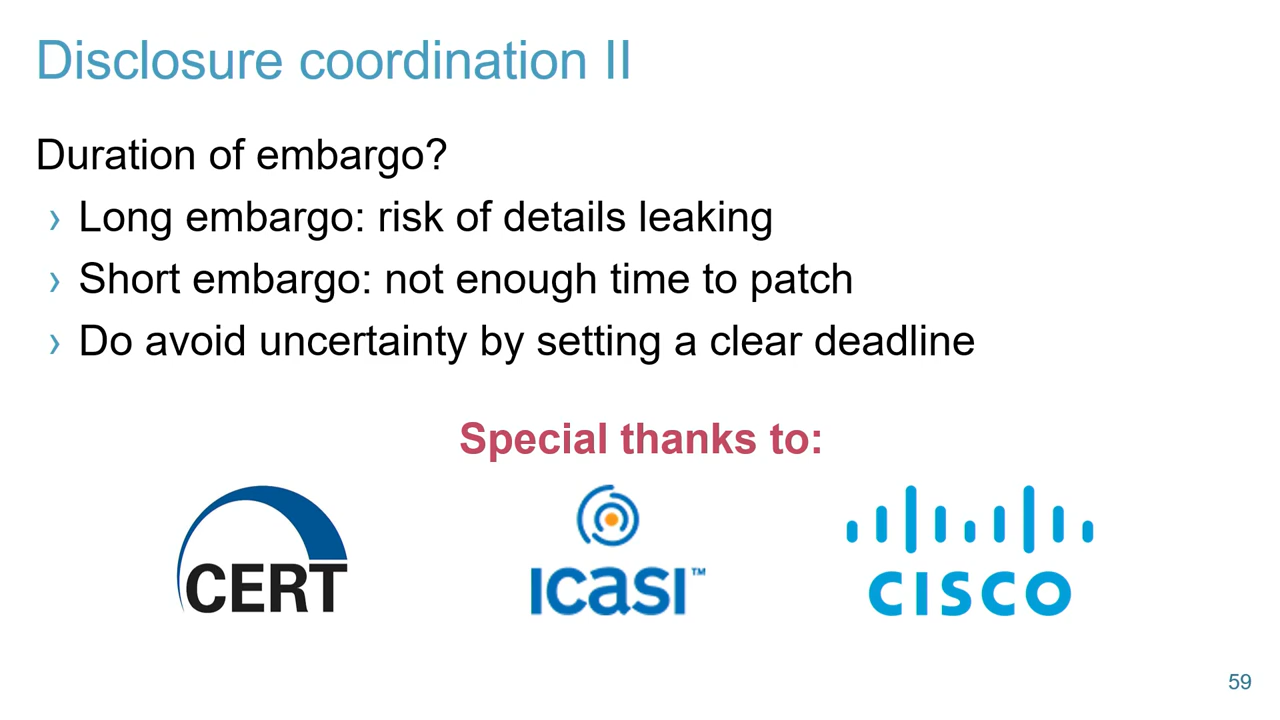 Disclosure coordination II
Duration of embargo?
› Long embargo: risk of details leaking
› Short embargo: not enough time to patch
› Do avoid uncertainty by setting a clear deadline
Special thanks to:
CERT
ICASI™
CISCO
59